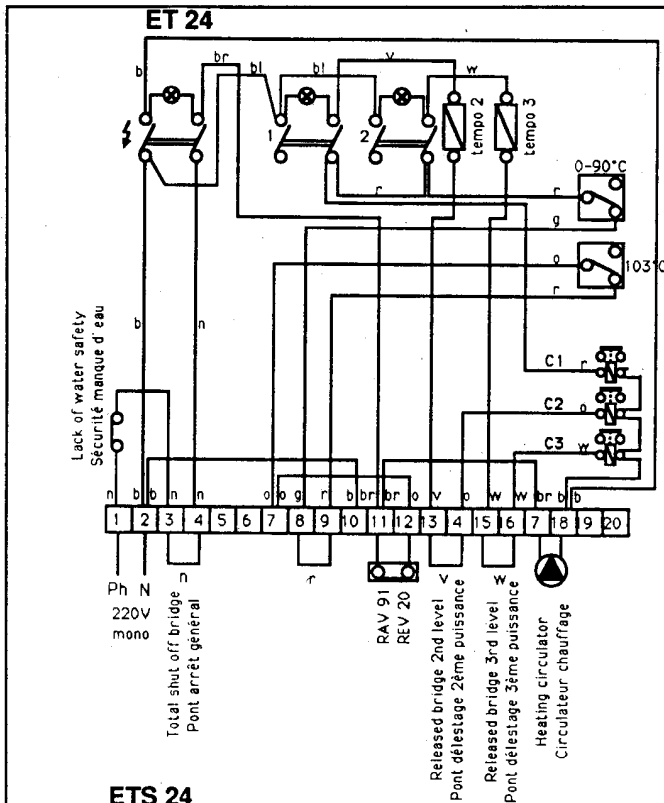 ET 24
b
br
bl
bl
v
w
1
2
tempo 2
tempo 3
0-90°C
r
r
g
o
103°C
r
b
n
C1 r
C2 o
C3 w
Lack of water safety
Sécurité manque d'eau
n b b n n o o g r b br br o v o w w br b b
1 2 3 4 5 6 7 8 9 10 11 12 13 4 15 16 7 18 19 20
n
r
v
w
Ph N
220V
mono
Total shut off bridge
Pont arrêt général
RAV 91
REV 20
Released bridge 2nd level
Pont délestage 2ème puissance
Released bridge 3rd level
Pont délestage 3ème puissance
Heating circulator
Circulateur chauffage
ETS 24